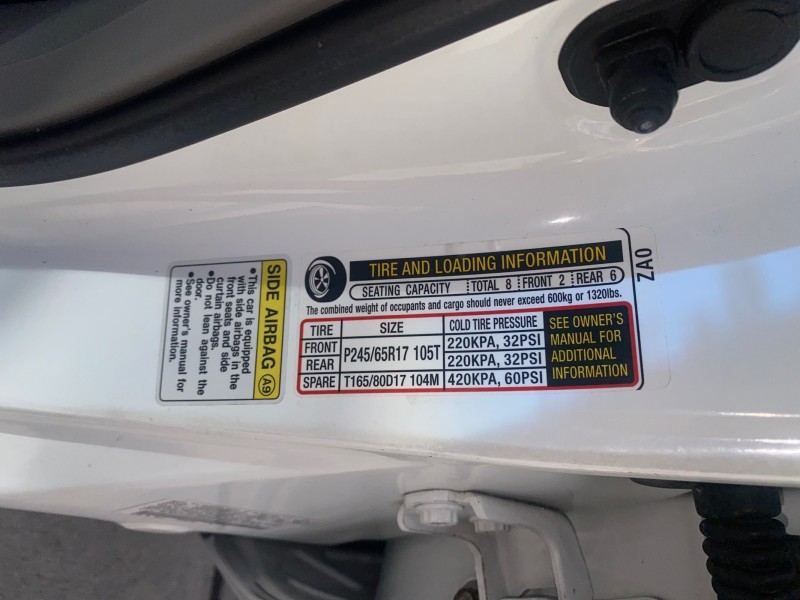 TIRE AND LOADING INFORMATION
SEATING CAPACITY TOTAL 8 FRONT 2 REAR 6
The combined weight of occupants and cargo should never exceed 600kg or 1320lbs.
TIRE SIZE COLD TIRE PRESSURE
FRONT P245/65R17 105T 220KPA, 32PSI
REAR 220KPA, 32PSI
SPARE T165/80D17 104M 420KPA, 60PSI
SEE OWNER'S
MANUAL FOR
ADDITIONAL
INFORMATION
ZA0
SIDE AIRBAG A9
•This car is equipped
with side airbags in the
front seats and side
curtain airbags.
•Do not lean against the
door.
•See owner's manual for
more information.